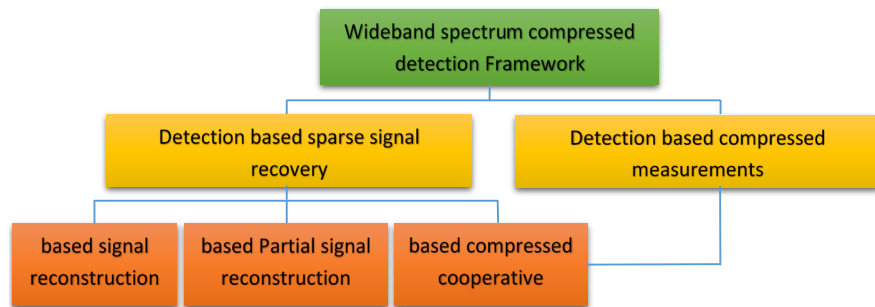 Wideband spectrum compressed
detection Framework
Detection based sparse signal
recovery
Detection based compressed
measurements
based signal
reconstruction
based Partial signal
reconstruction
based compressed
cooperative